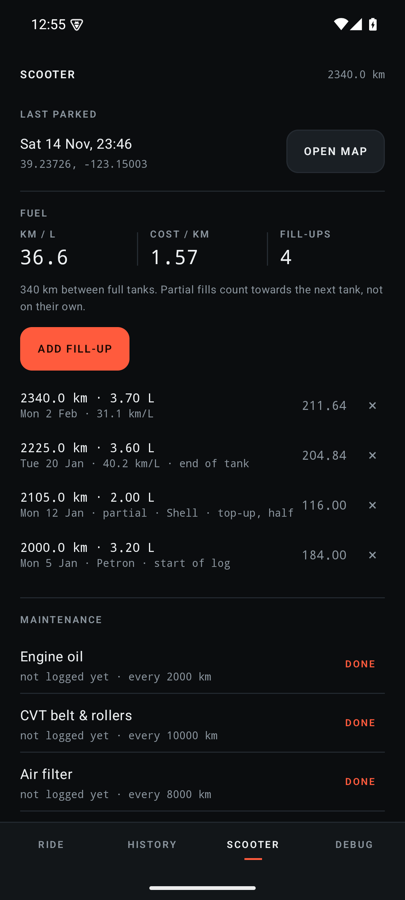 12:55
SCOOTER
2340.0 km
LAST PARKED
Sat 14 Nov, 23:46
39.23726, -123.15003
OPEN MAP
FUEL
KM / L
36.6
COST / KM
1.57
FILL-UPS
4
340 km between full tanks. Partial fills count towards the next tank, not
on their own.
ADD FILL-UP
2340.0 km · 3.70 L
Mon 2 Feb · 31.1 km/L
211.64 ×
2225.0 km · 3.60 L
Tue 20 Jan · 40.2 km/L · end of tank
204.84 ×
2105.0 km · 2.00 L
Mon 12 Jan · partial · Shell · top-up, half
116.00 ×
2000.0 km · 3.20 L
Mon 5 Jan · Petron · start of log
184.00 ×
MAINTENANCE
Engine oil
not logged yet · every 2000 km
DONE
CVT belt & rollers
not logged yet · every 10000 km
DONE
Air filter
not logged yet · every 8000 km
DONE
RIDE HISTORY SCOOTER DEBUG